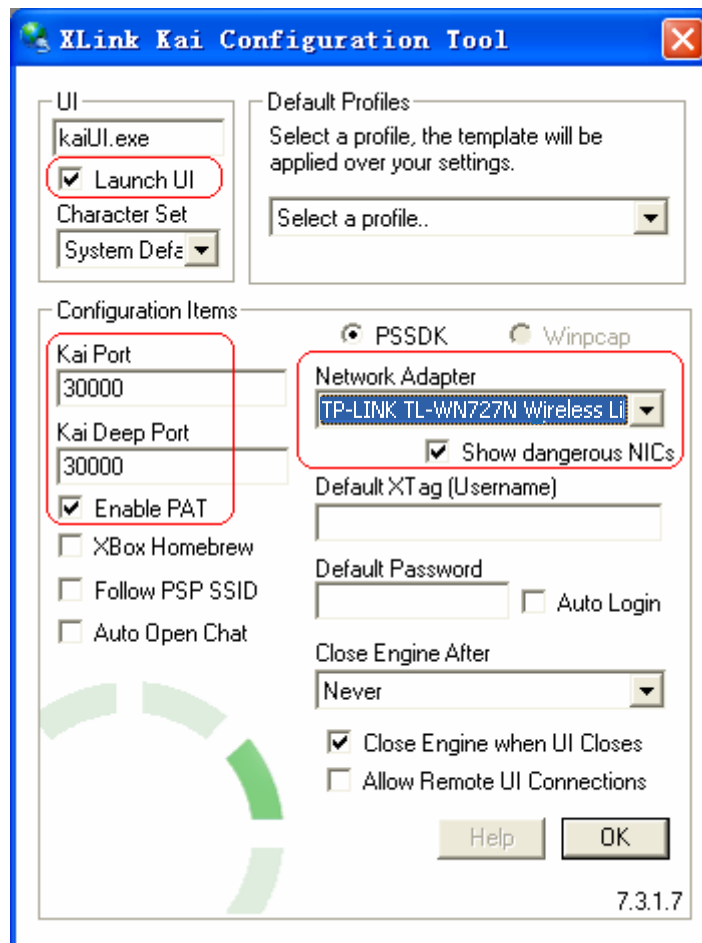 XLink Kai Configuration Tool
UI
kaiUI.exe
Launch UI
Character Set
System Defa
Default Profiles
Select a profile, the template will be
applied over your settings.
Select a profile..
Configuration Items
Kai Port
30000
Kai Deep Port
30000
Enable PAT
XBox Homebrew
Follow PSP SSID
Auto Open Chat
PSSDK
Winpcap
Network Adapter
TP-LINK TL-WN727N Wireless Li
Show dangerous NICs
Default XTag (Username)
Default Password
Auto Login
Close Engine After
Never
Close Engine when UI Closes
Allow Remote UI Connections
Help
OK
7.3.1.7